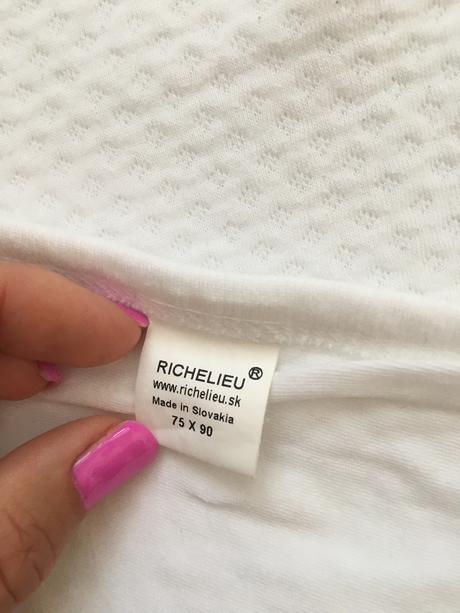 RICHELIEU®
www.richelieu.sk
Made in Slovakia
75 X 90